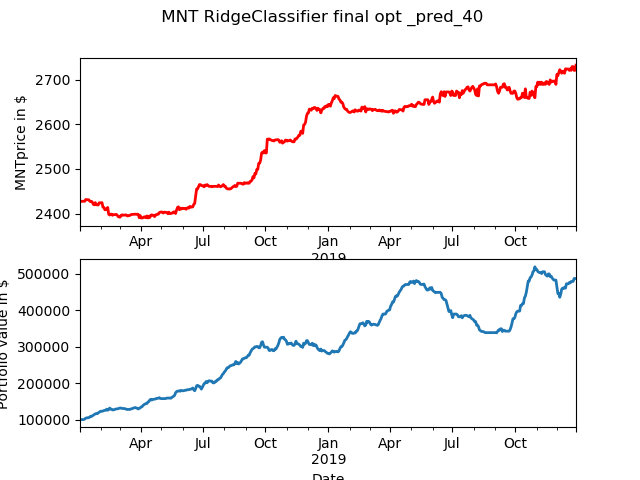 MNT RidgeClassifier final opt _pred_40
MNTprice in $
2700
2600
2500
2400
Apr
Jul
Oct
Jan
Apr
Jul
Oct
2019
Portfolio value in $
500000
400000
300000
200000
100000
Apr
Jul
Oct
Jan
2019
Apr
Jul
Oct
Date